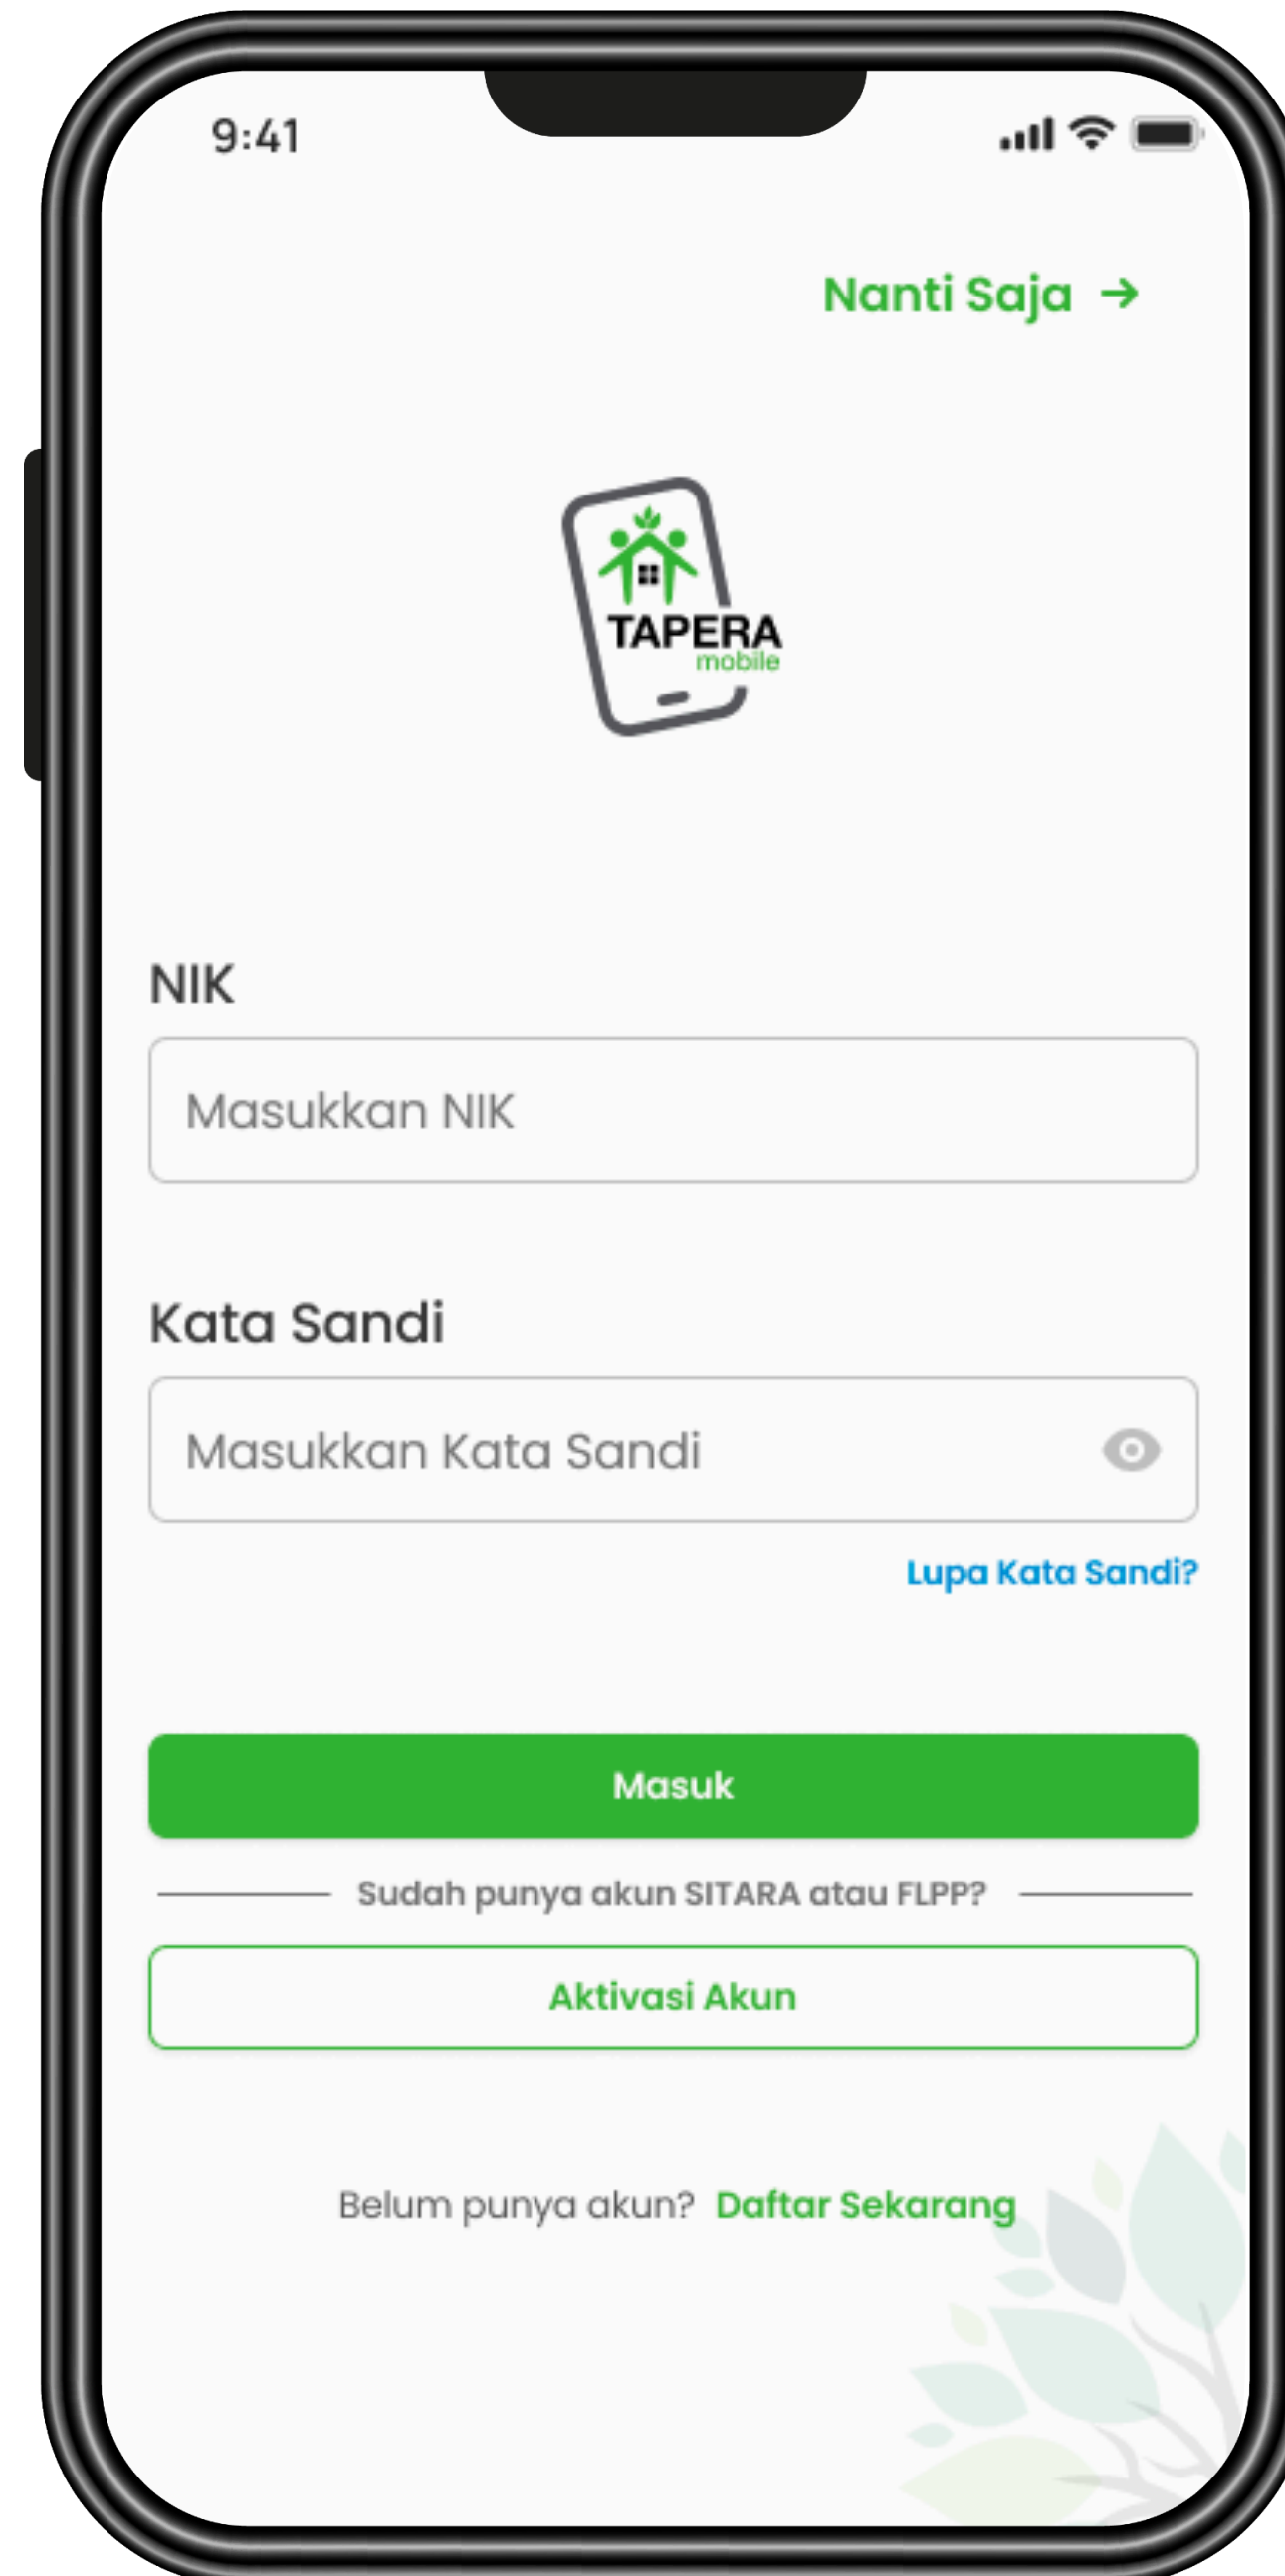 9:41
Nanti Saja →
TAPERA
mobile
NIK
Masukkan NIK
Kata Sandi
Masukkan Kata Sandi
Lupa Kata Sandi?
Masuk
Sudah punya akun SITARA atau FLPP?
Aktivasi Akun
Belum punya akun? Daftar Sekarang